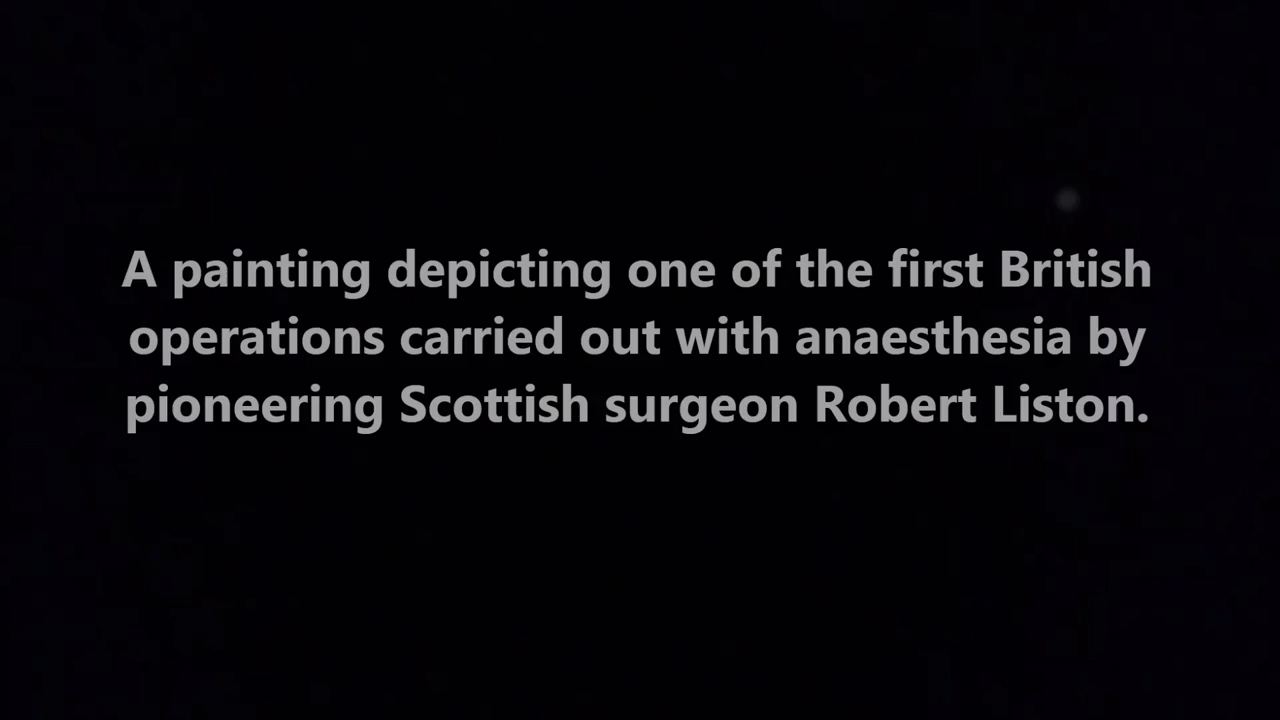 A painting depicting one of the first British
operations carried out with anaesthesia by
pioneering Scottish surgeon Robert Liston.